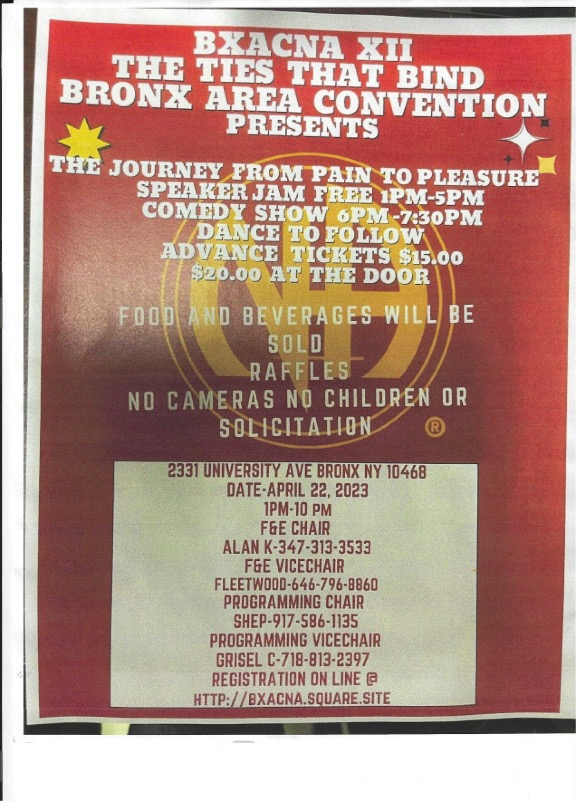 BXACNA XII
THE TIES THAT BIND
BRONX AREA CONVENTION
PRESENTS
THE JOURNEY FROM PAIN TO PLEASURE
SPEAKER JAM FREE 1PM-5PM
COMEDY SHOW 6PM-7:30PM
DANCE TO FOLLOW
ADVANCE TICKETS $15.00
$20.00 AT THE DOOR
FOOD AND BEVERAGES WILL BE
SOLD
RAFFLES
NO CAMERAS NO CHILDREN OR
SOLICITATION ®
2331 UNIVERSITY AVE BRONX NY 10468
DATE-APRIL 22, 2023
1PM-10 PM
F&E CHAIR
ALAN K-347-313-3533
F&E VICECHAIR
FLEETWOOD-646-796-8860
PROGRAMMING CHAIR
SHEP-917-586-1135
PROGRAMMING VICECHAIR
GRISEL C-718-813-2397
REGISTRATION ON LINE @
HTTP://BXACNA.SQUARE.SITE